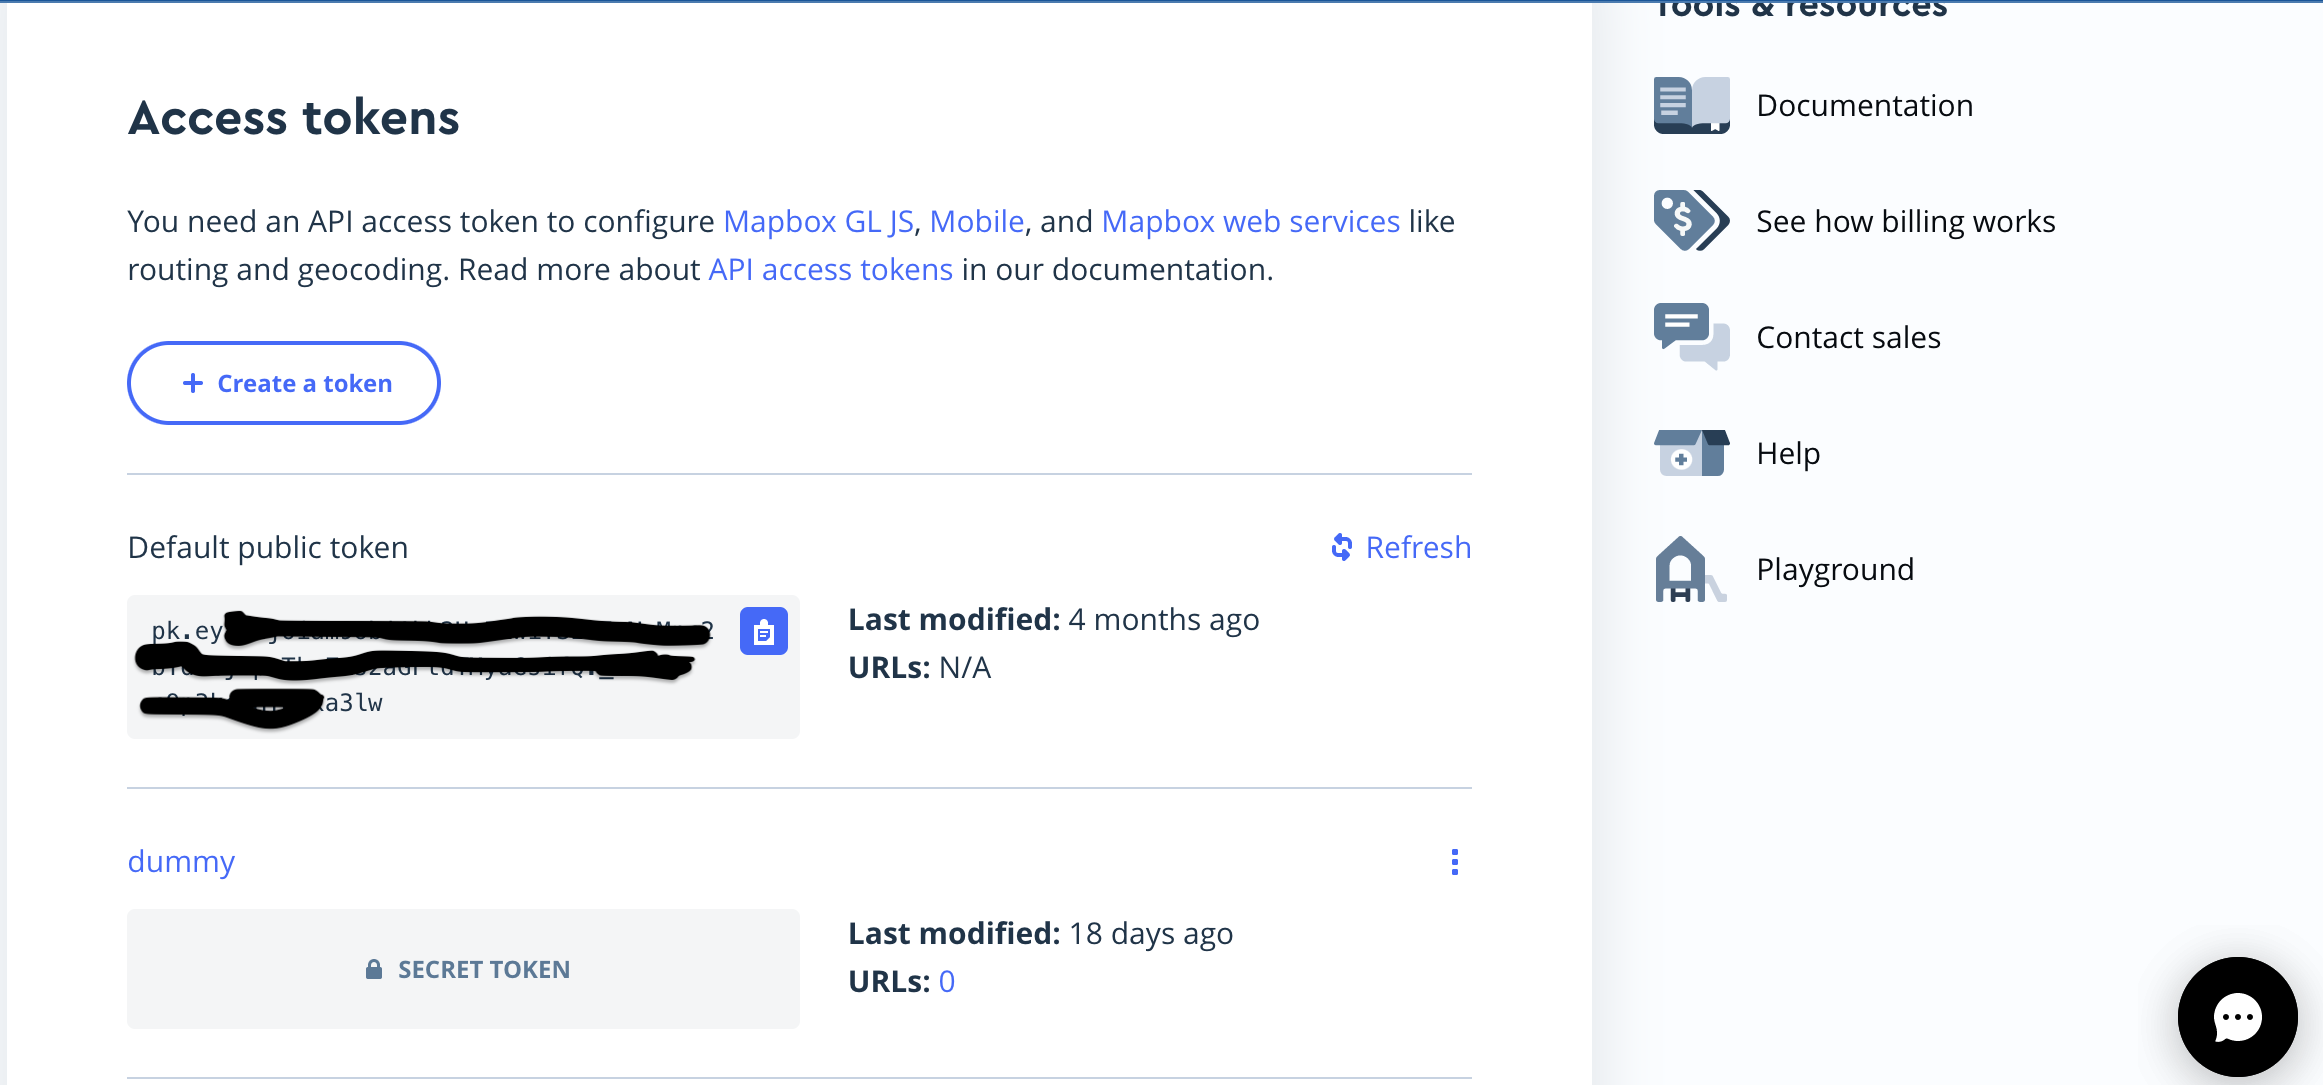 Tools & resources
Access tokens
Documentation
You need an API access token to configure Mapbox GL JS, Mobile, and Mapbox web services like
routing and geocoding. Read more about API access tokens in our documentation.
See how billing works
Contact sales
+ Create a token
Help
Default public token
Refresh
Playground
pk.ey
a3lw
Last modified: 4 months ago
URLs: N/A
dummy
SECRET TOKEN
Last modified: 18 days ago
URLs: 0